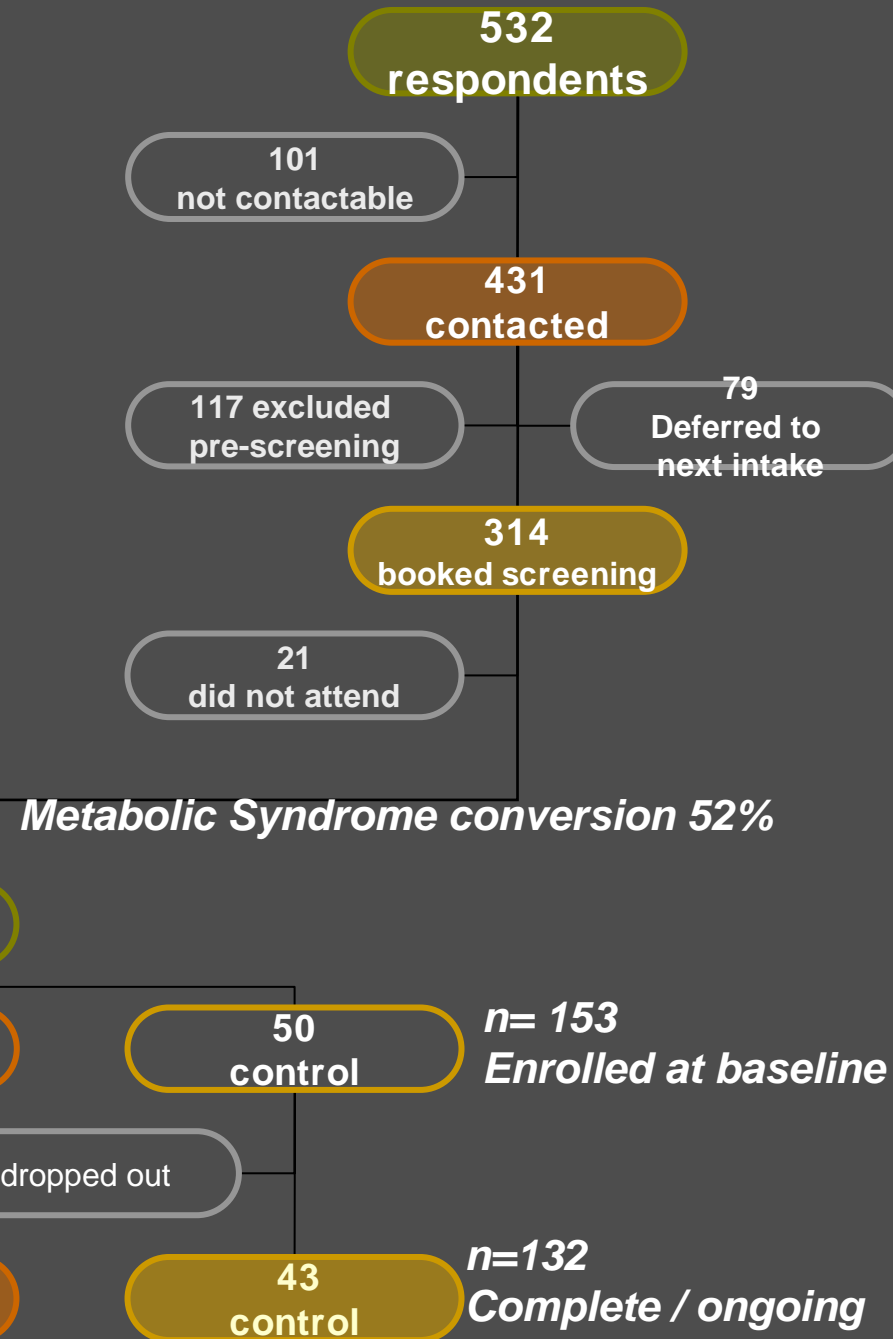 532
respondents
101
not contactable
431
contacted
117 excluded
pre-screening
79
Deferred to
next intake
314
booked screening
21
did not attend
Metabolic Syndrome conversion 52%
50
control
n= 153
Enrolled at baseline
dropped out
43
control
n=132
Complete / ongoing